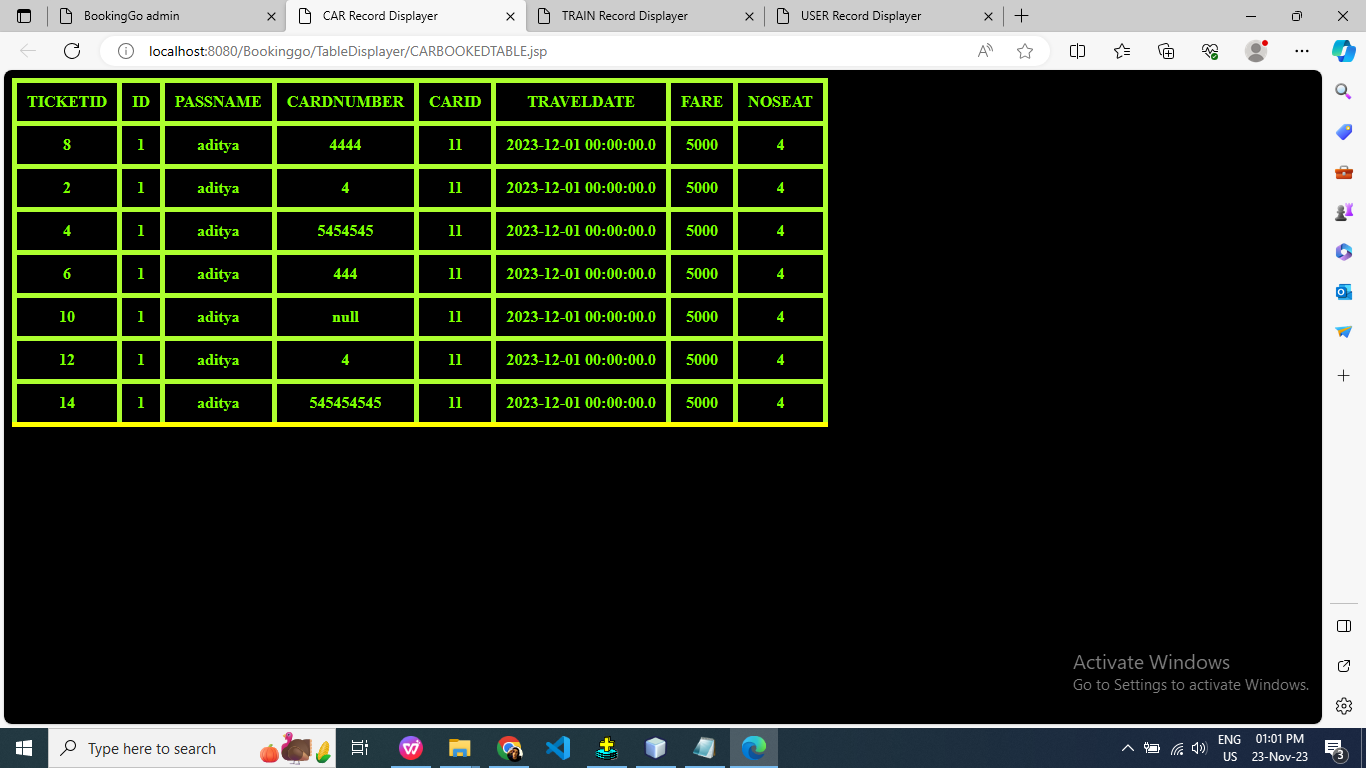 BookingGo admin
CAR Record Displayer
TRAIN Record Displayer
USER Record Displayer
localhost:8080/Bookinggo/TableDisplayer/CARBOOKEDTABLE.jsp
TICKETID ID PASSNAME CARDNUMBER CARID TRAVELDATE FARE NOSEAT
8 1 aditya 4444 11 2023-12-01 00:00:00.0 5000 4
2 1 aditya 4 11 2023-12-01 00:00:00.0 5000 4
4 1 aditya 5454545 11 2023-12-01 00:00:00.0 5000 4
6 1 aditya 444 11 2023-12-01 00:00:00.0 5000 4
10 1 aditya null 11 2023-12-01 00:00:00.0 5000 4
12 1 aditya 4 11 2023-12-01 00:00:00.0 5000 4
14 1 aditya 545454545 11 2023-12-01 00:00:00.0 5000 4
Activate Windows
Go to Settings to activate Windows.
Type here to search
ENG
US
01:01 PM
23-Nov-23
3